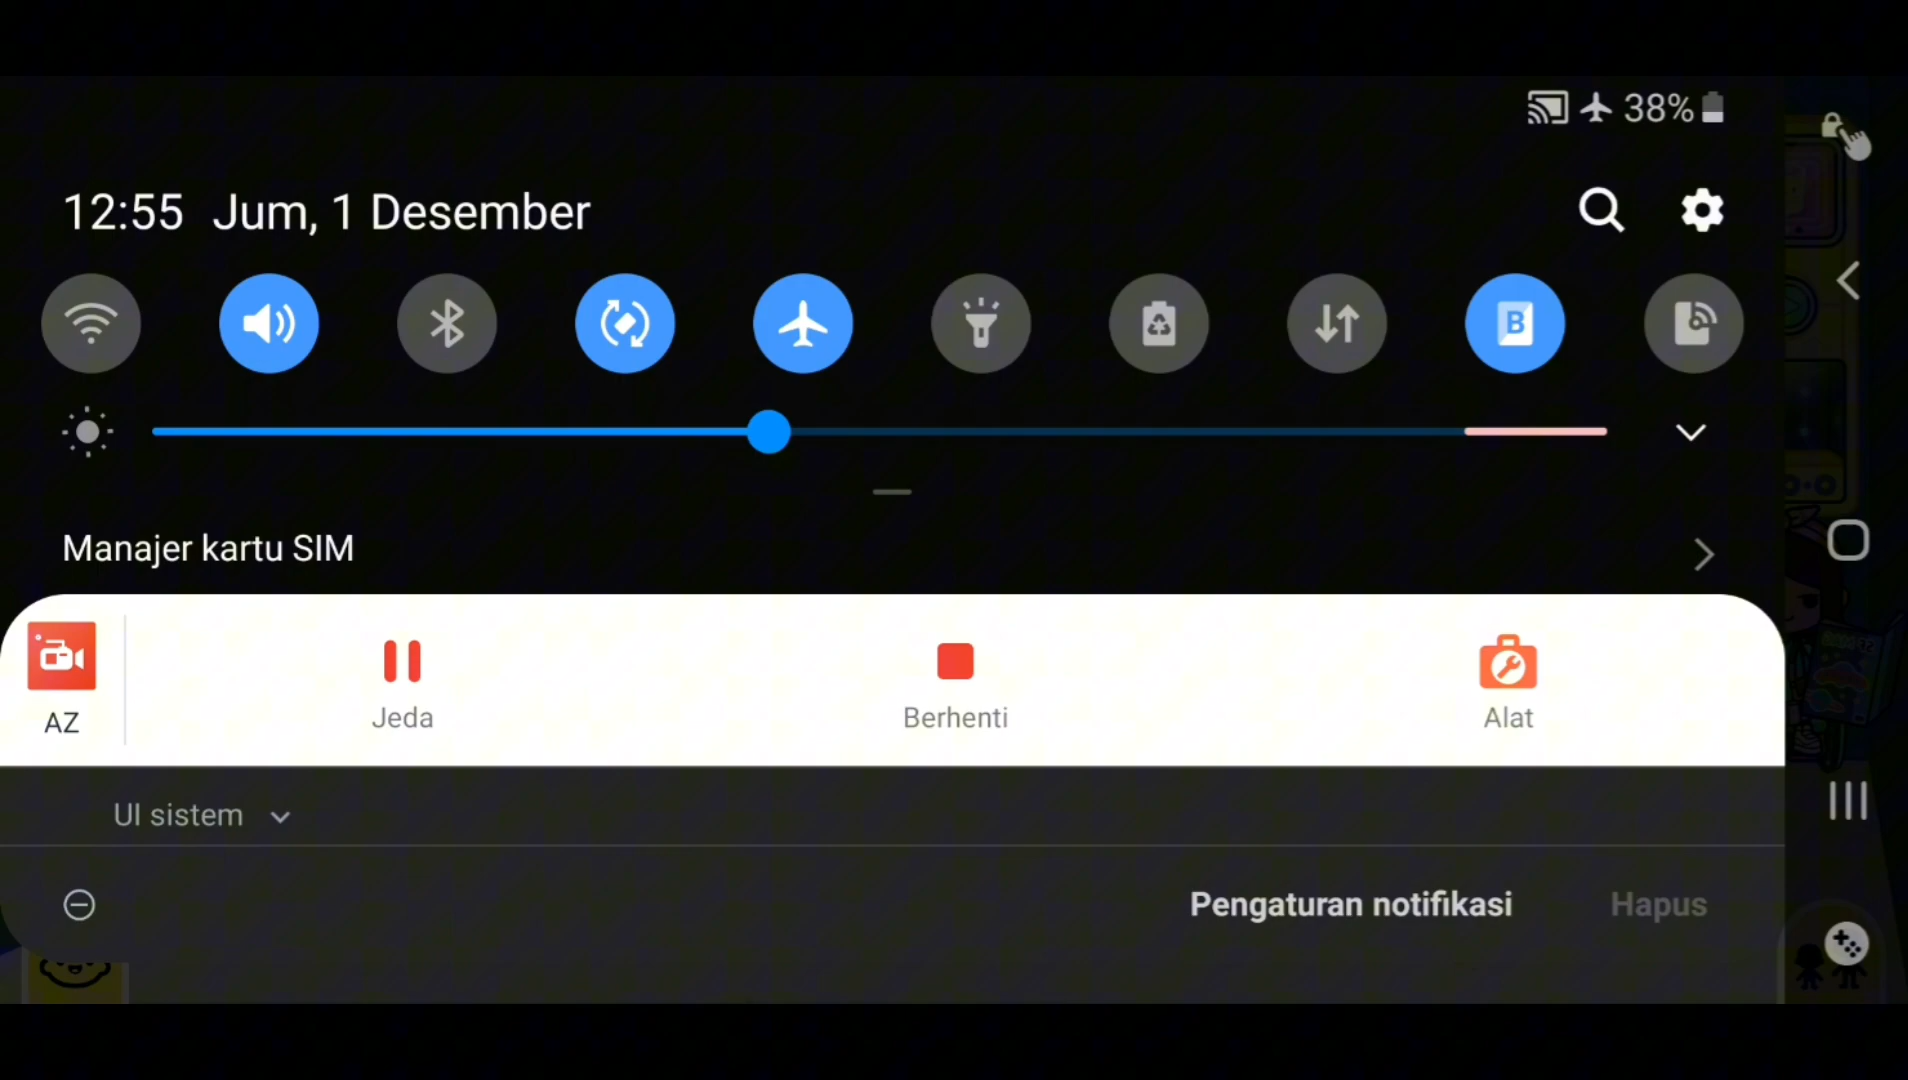 38%
12:55 Jum, 1 Desember
B
Manajer kartu SIM
AZ
Jeda
Berhenti
Alat
UI sistem
Pengaturan notifikasi
Hapus